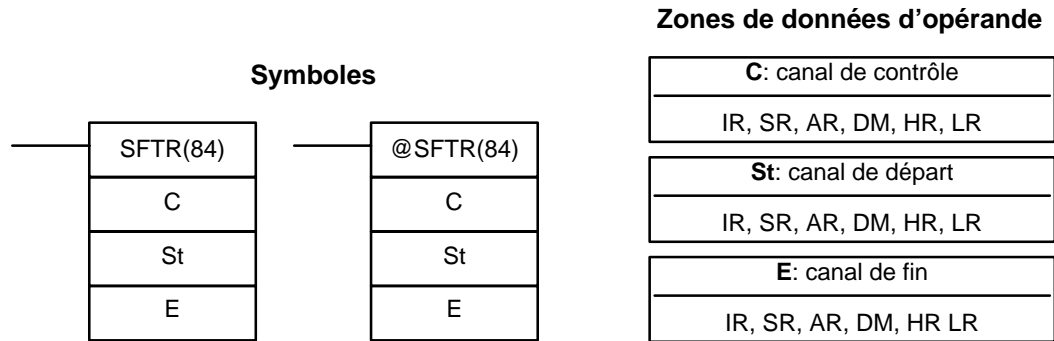 Zones de données d’opérande
Symboles
SFTR(84)
C
St
E
@SFTR(84)
C
St
E
C: canal de contrôle
IR, SR, AR, DM, HR, LR
St: canal de départ
IR, SR, AR, DM, HR, LR
E: canal de fin
IR, SR, AR, DM, HR LR